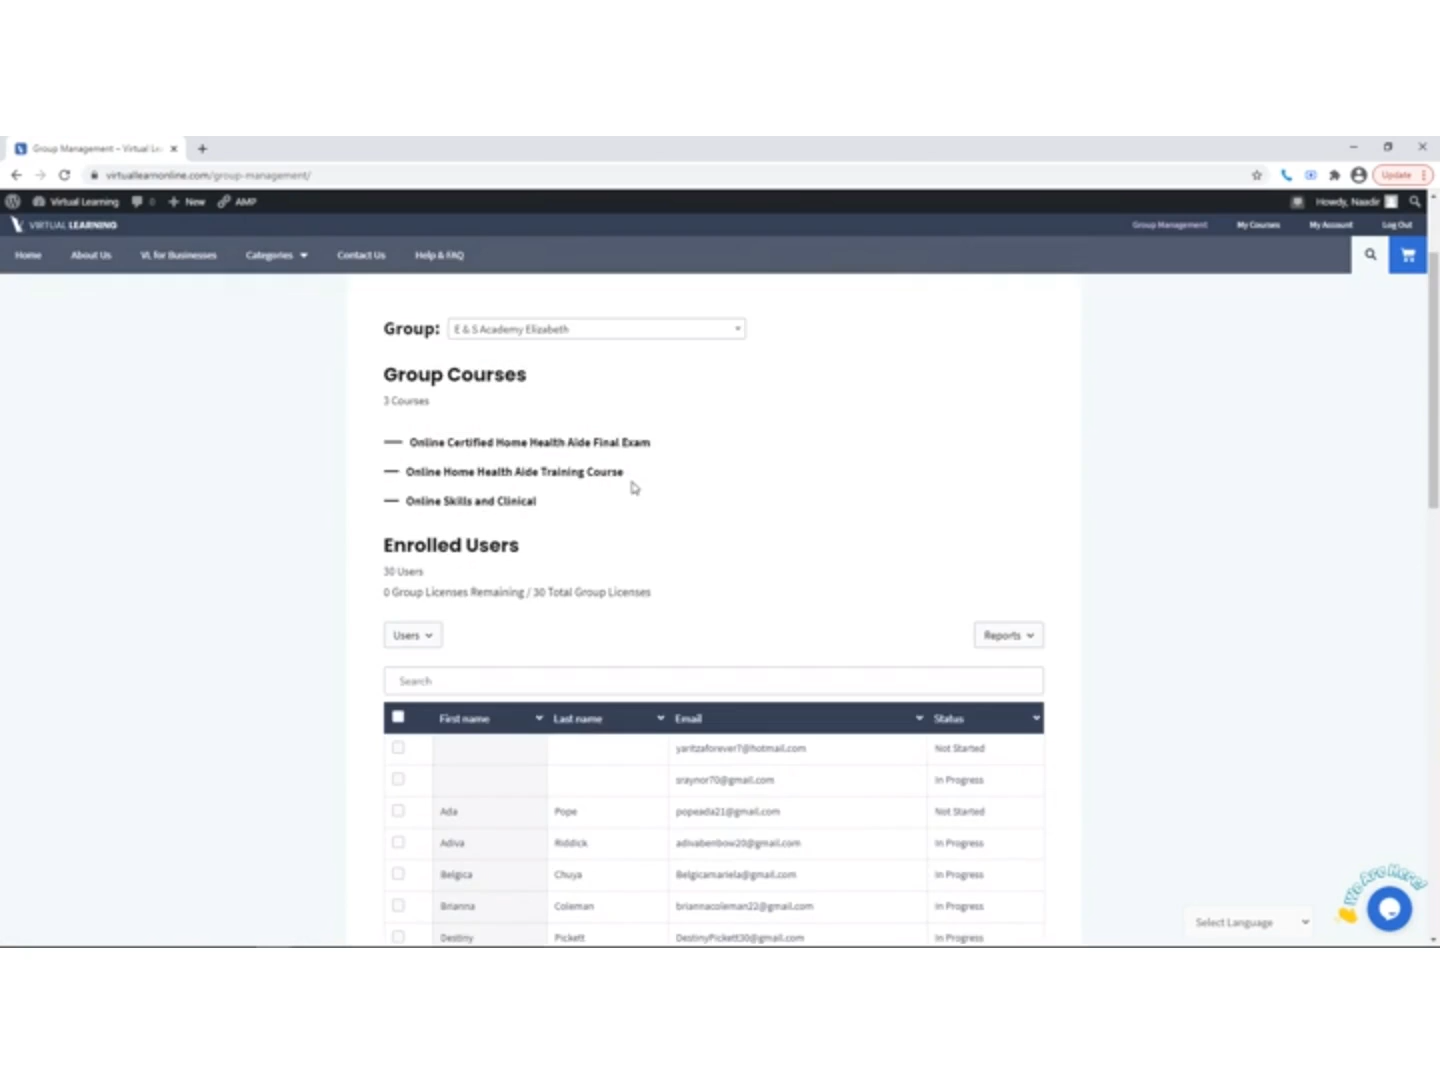 Group Management – Virtual Le
virtuallearnonline.com/group-management/
Update
Virtual Learning
0
New
AMP
Howdy, Naadir
VIRTUAL LEARNING
Group Management
My Courses
My Account
Log Out
Home
About Us
VL for Businesses
Categories
Contact Us
Help & FAQ
Group:
E & S Academy Elizabeth
Group Courses
3 Courses
Online Certified Home Health Aide Final Exam
Online Home Health Aide Training Course
Online Skills and Clinical
Enrolled Users
30 Users
0 Group Licenses Remaining / 30 Total Group Licenses
Users
Reports
Search
First name Last name Email Status
yaritzaforever7@hotmail.com Not Started
sraynor70@gmail.com In Progress
Ada Pope popeada21@gmail.com Not Started
Adiva Riddick adivabenbow20@gmail.com In Progress
Belgica Chuya Belgicamariela@gmail.com In Progress
Brianna Coleman briannacoleman22@gmail.com In Progress
Destiny Pickett DestinyPickett30@gmail.com In Progress
We Are Here!
Select Language